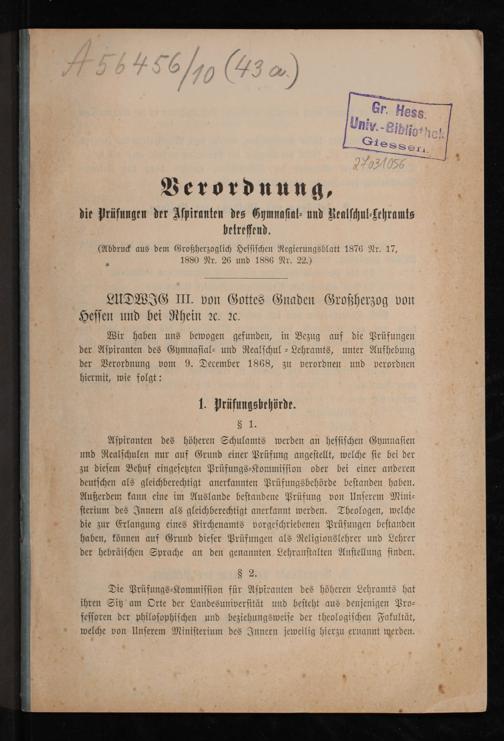 A 56456/10 (43 a.)
Gr. Hess.
Univ.-Bibliothek
Giessen.
27031056
Verordnung,
die Prüfungen der Aspiranten des Gymnasial- und Realschul-Lehramts
betreffend.
(Abdruck aus dem Großherzoglich Hessischen Regierungsblatt 1876 Nr. 17,
1880 Nr. 26 und 1886 Nr. 22.)
LUDWIG III. von Gottes Gnaden Großherzog von
Hessen und bei Rhein ꝛc. ꝛc.
Wir haben uns bewogen gefunden, in Bezug auf die Prüfungen
der Aspiranten des Gymnasial- und Realschul-Lehramts, unter Aufhebung
der Verordnung vom 9. December 1868, zu verordnen und verordnen
hiermit, wie folgt:
1. Prüfungsbehörde.
§ 1.
Aspiranten des höheren Schulamts werden an hessischen Gymnasien
und Realschulen nur auf Grund einer Prüfung angestellt, welche sie bei der
zu diesem Behuf eingesetzten Prüfungs-Kommission oder bei einer anderen
deutschen als gleichberechtigt anerkannten Prüfungsbehörde bestanden haben.
Außerdem kann eine im Auslande bestandene Prüfung von Unserem Mini-
sterium des Innern als gleichberechtigt anerkannt werden. Theologen, welche
die zur Erlangung eines Kirchenamts vorgeschriebenen Prüfungen bestanden
haben, können auf Grund dieser Prüfungen als Religionslehrer und Lehrer
der hebräischen Sprache an den genannten Lehranstalten Anstellung finden.
§ 2.
Die Prüfungs-Kommission für Aspiranten des höheren Lehramts hat
ihren Sitz am Orte der Landesuniversität und besteht aus denjenigen Pro-
fessoren der philosophischen und beziehungsweise der theologischen Fakultät,
welche von Unserem Ministerium des Innern jeweilig hierzu ernannt werden.